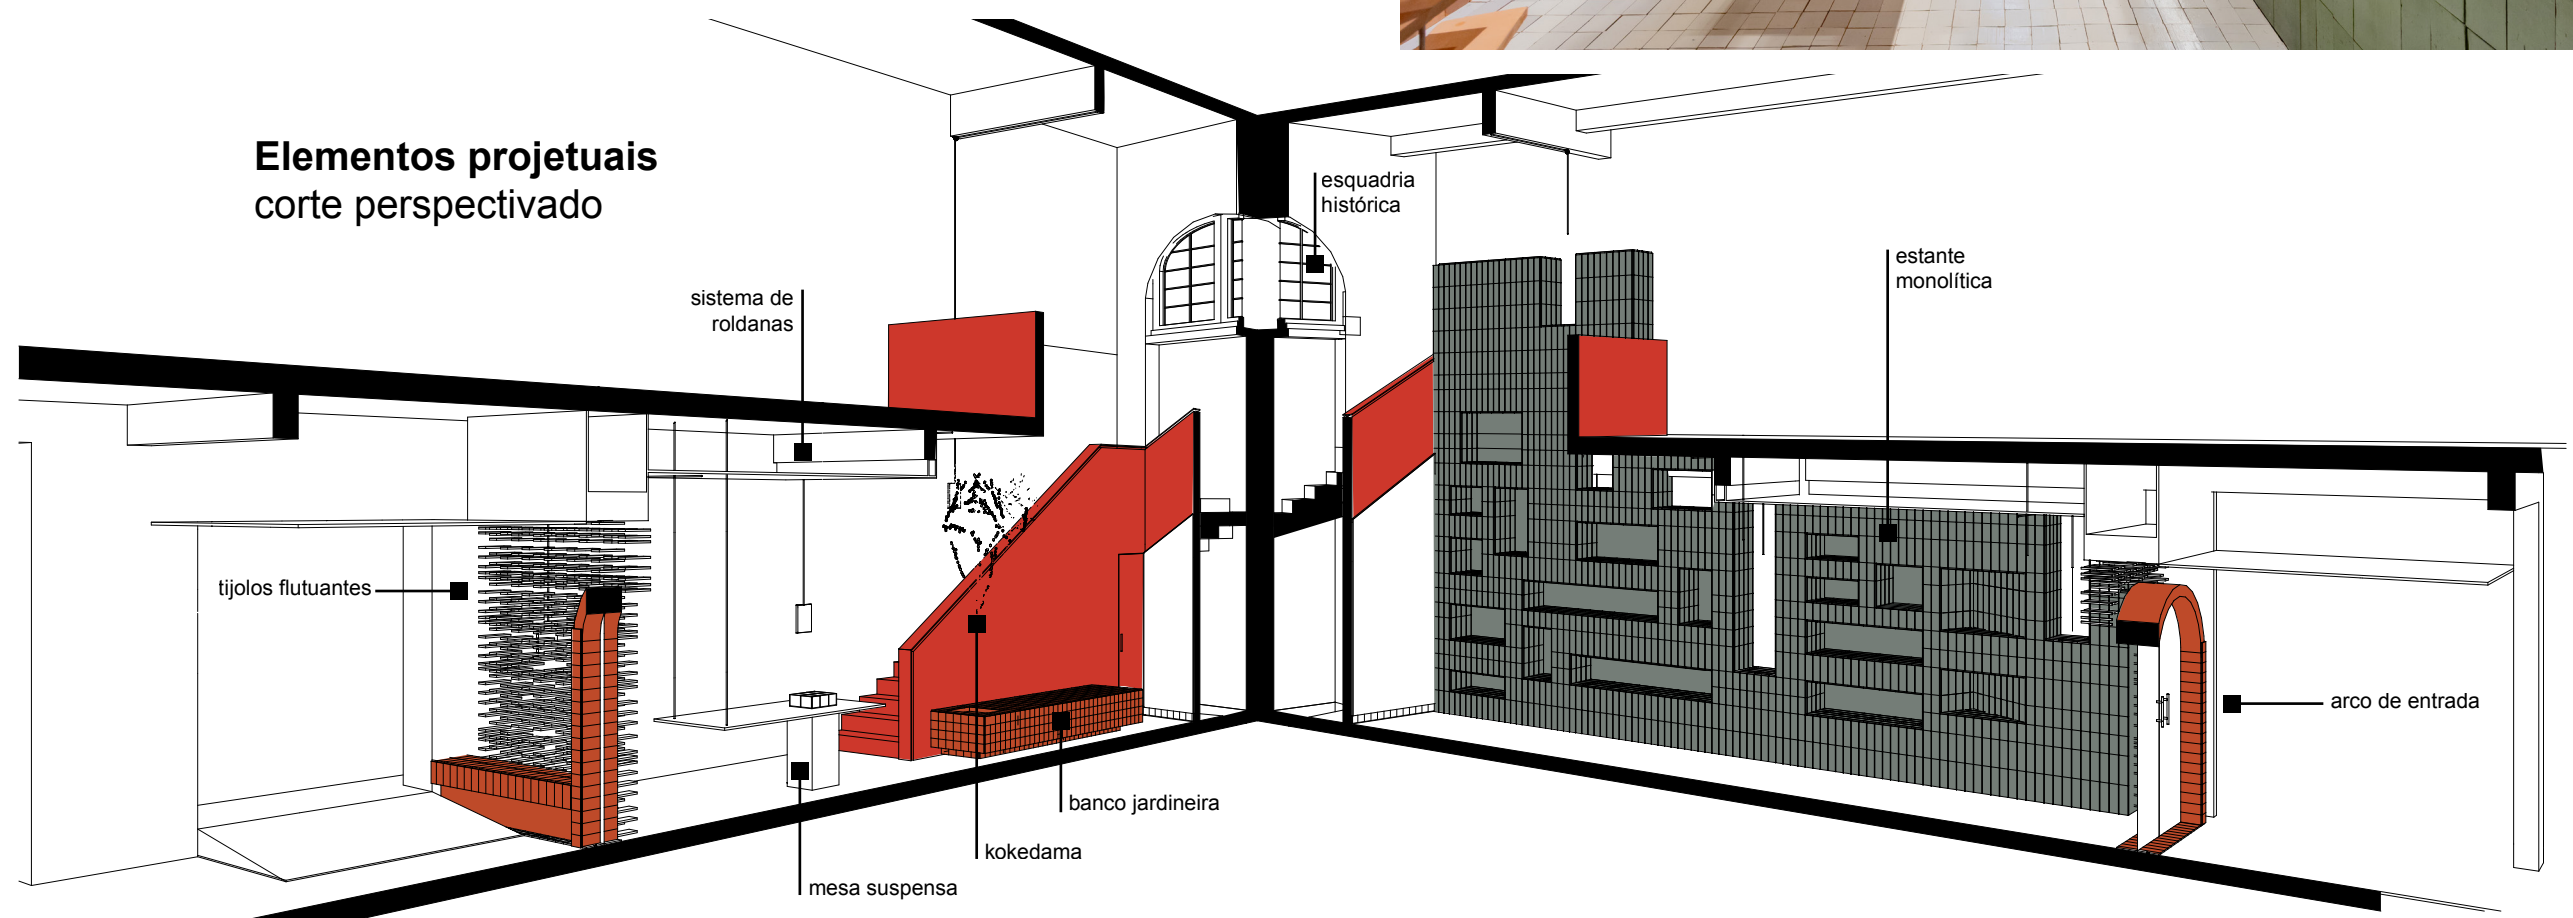 Elementos projetuais
corte perspectivado
esquadria
histórica
estante
monolítica
sistema de
roldanas
tijolos flutuantes
arco de entrada
banco jardineira
kokedama
mesa suspensa